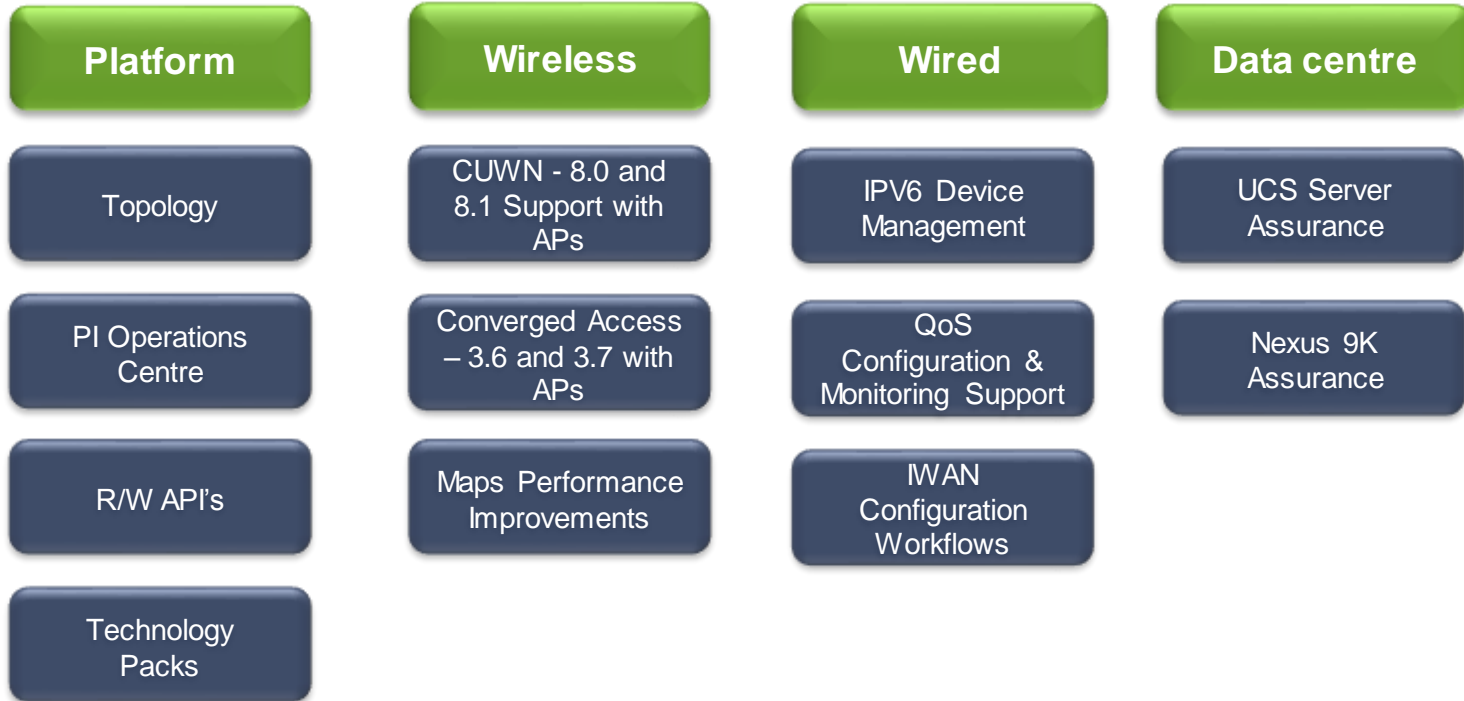 Platform
Topology
PI Operations
Centre
R/W API's
Technology
Packs
Wireless
CUWN - 8.0 and
8.1 Support with
APs
Converged Access
– 3.6 and 3.7 with
APs
Maps Performance
Improvements
Wired
IPV6 Device
Management
QoS
Configuration &
Monitoring Support
IWAN
Configuration
Workflows
Data centre
UCS Server
Assurance
Nexus 9K
Assurance